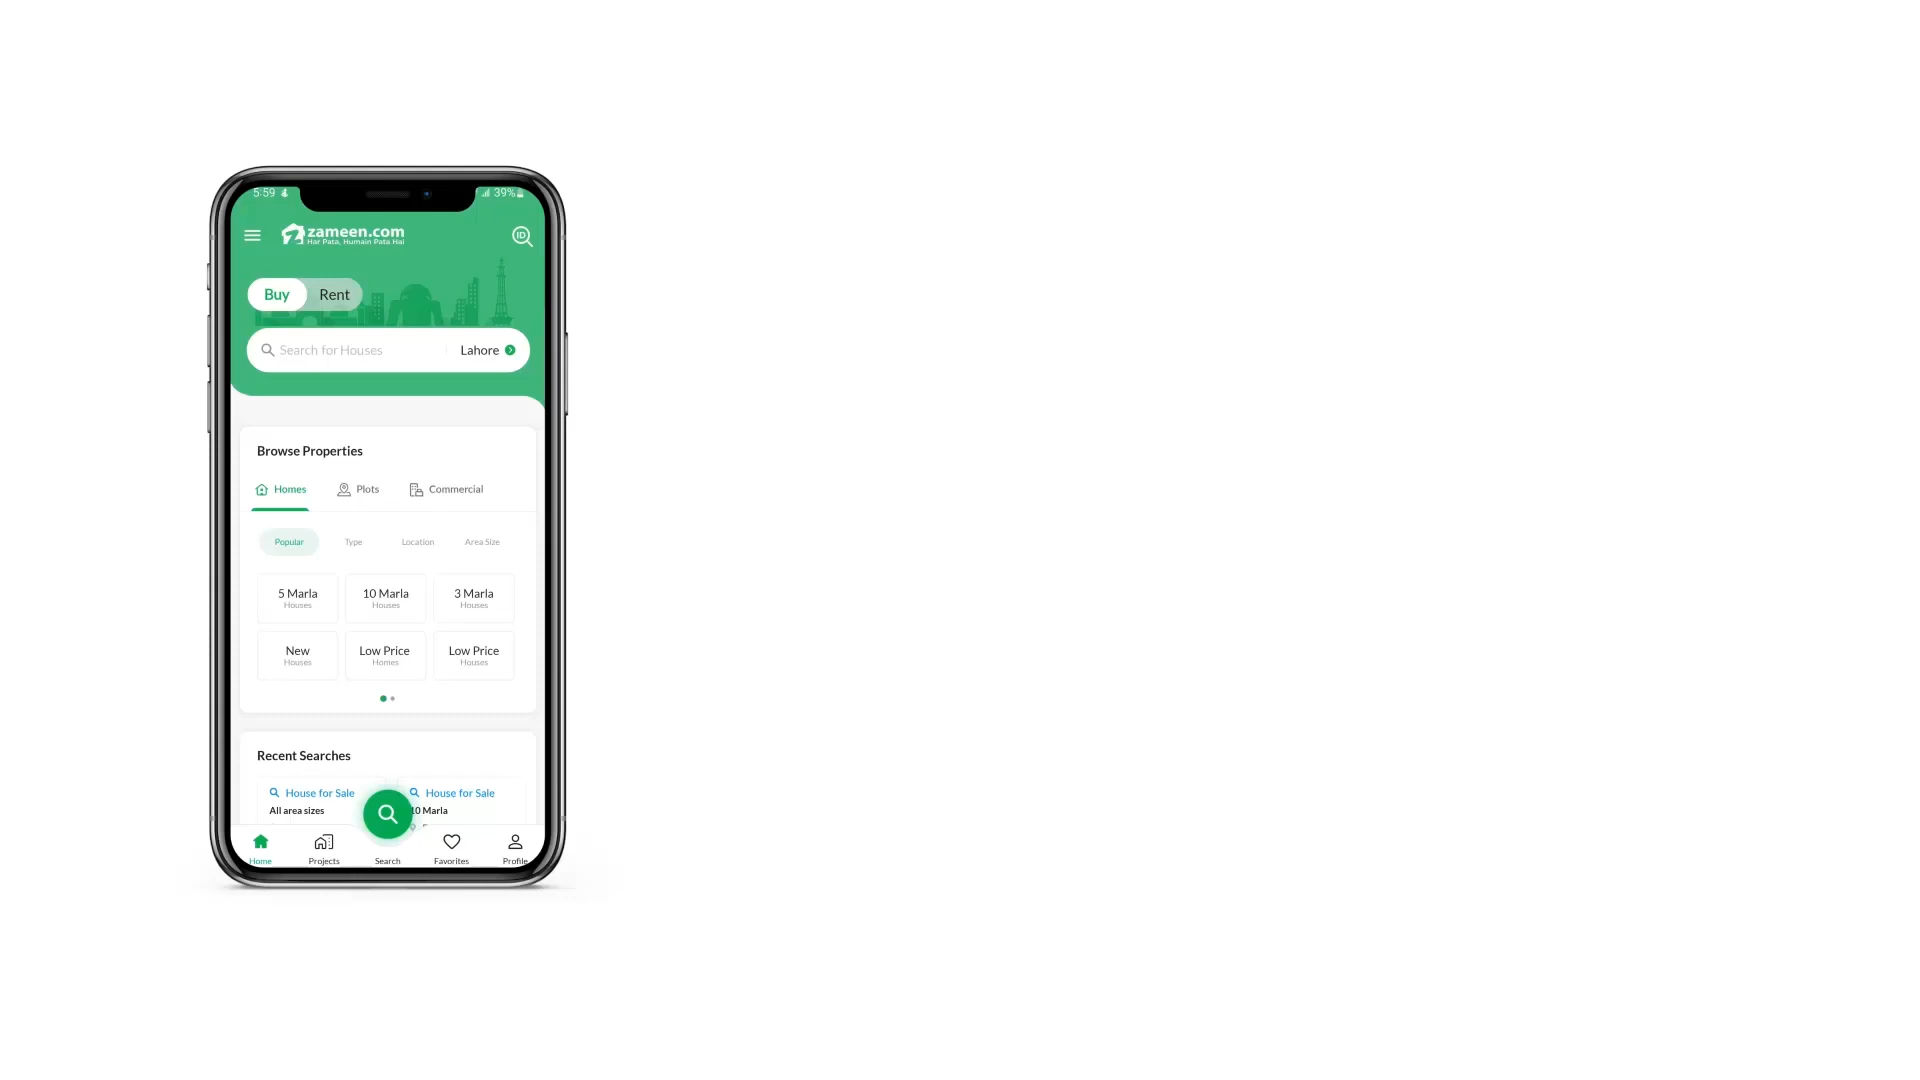 5:59
39%
zameen.com
Har Pata, Humain Pata Hai
ID
Buy Rent
Search for Houses Lahore
Browse Properties
Homes Plots Commercial
Popular Type Location Area Size
5 Marla 10 Marla 3 Marla
Houses Houses Houses
New Low Price Low Price
Houses Homes Houses
Recent Searches
House for Sale House for Sale
All area sizes 10 Marla
Home Projects Search Favorites Profile